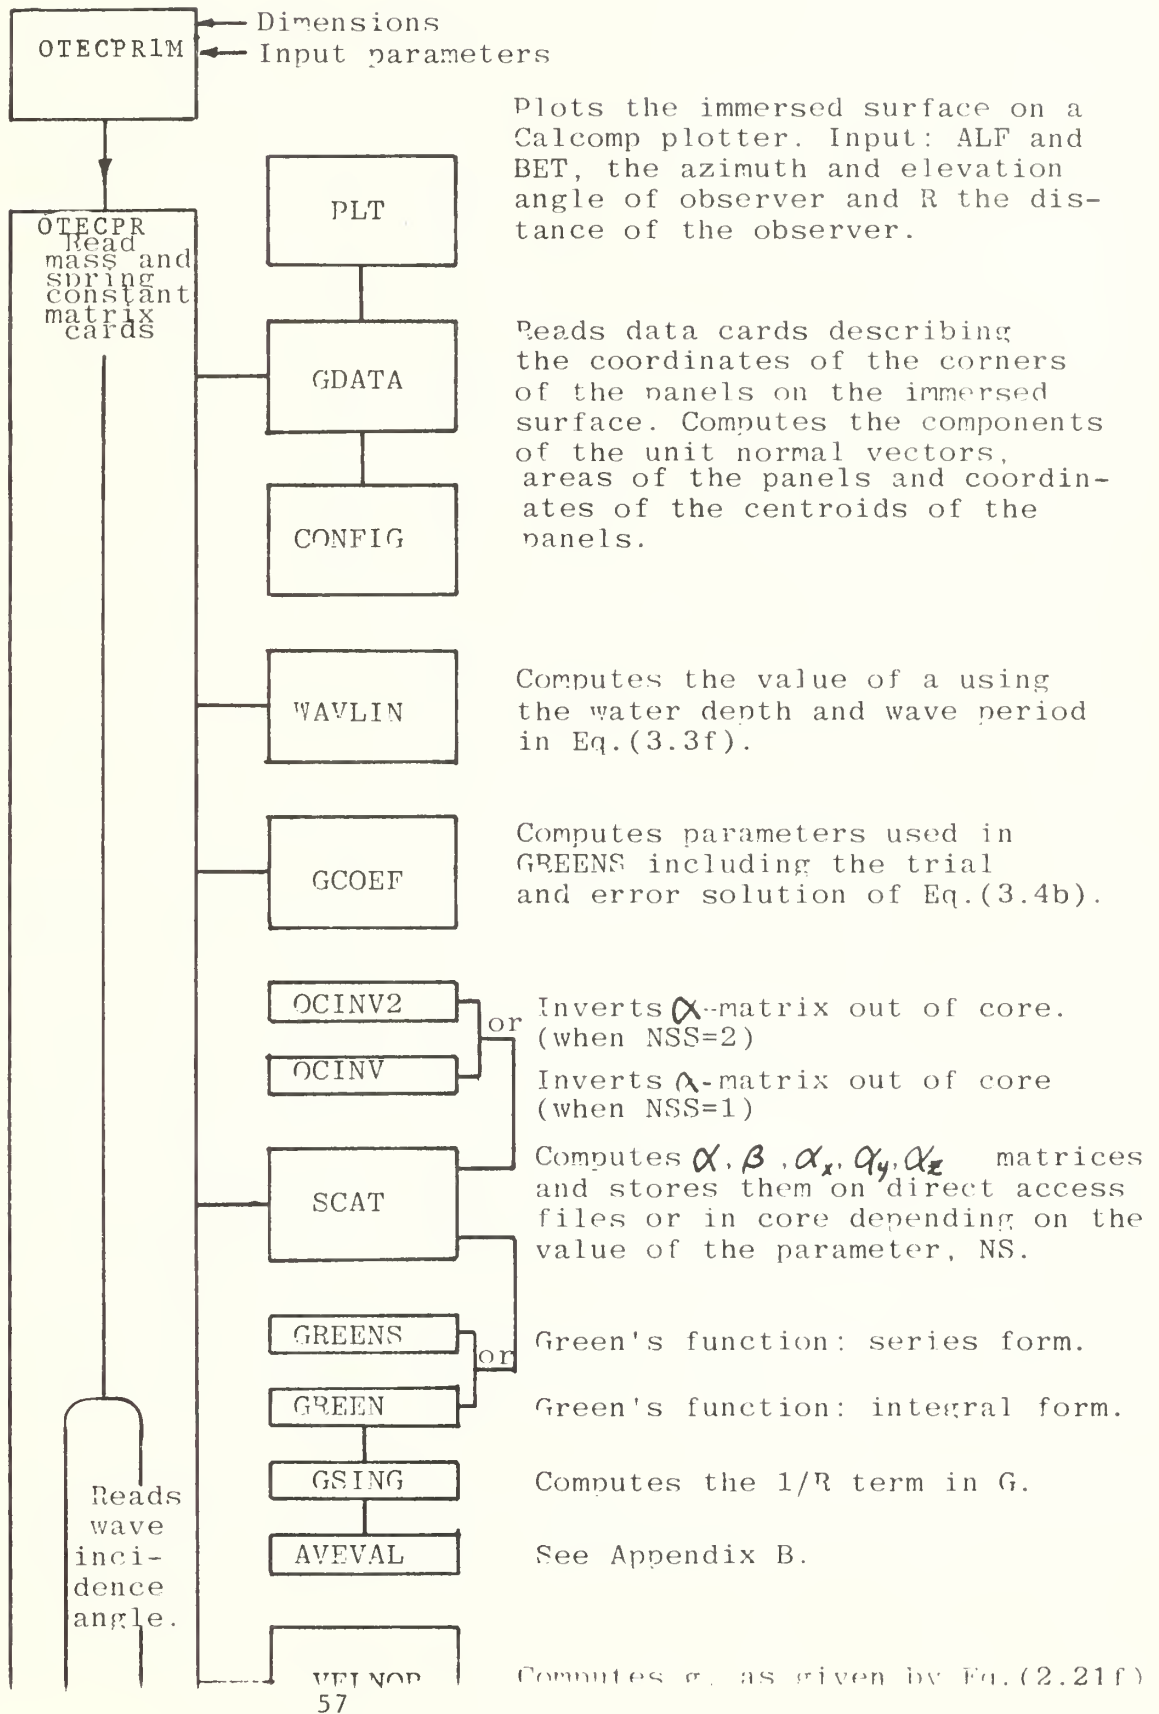 OTECPR1M
Dimensions
Input parameters
Plots the immersed surface on a
Calcomp plotter. Input: ALF and
BET, the azimuth and elevation
angle of observer and R the dis-
tance of the observer.
PLT
OTECPR
Read
mass and
spring
constant
matrix
cards
GDATA
Reads data cards describing
the coordinates of the corners
of the panels on the immersed
surface. Computes the components
of the unit normal vectors,
areas of the panels and coordin-
ates of the centroids of the
panels.
CONFIG
WAVLIN
Computes the value of a using
the water depth and wave period
in Eq.(3.3f).
GCOEF
Computes parameters used in
GREENS including the trial
and error solution of Eq.(3.4b).
OCINV2
or
OCINV
Inverts α-matrix out of core.
(when NSS=2)
Inverts α-matrix out of core
(when NSS=1)
SCAT
Computes α, β, αx, αy, αz matrices
and stores them on direct access
files or in core depending on the
value of the parameter, NS.
GREENS
or
Green's function: series form.
GREEN
Green's function: integral form.
GSING
Computes the 1/R term in G.
AVEVAL
See Appendix B.
Reads
wave
inci-
dence
angle.
VELNOR
Computes as given by Eq.(2.21f)
57